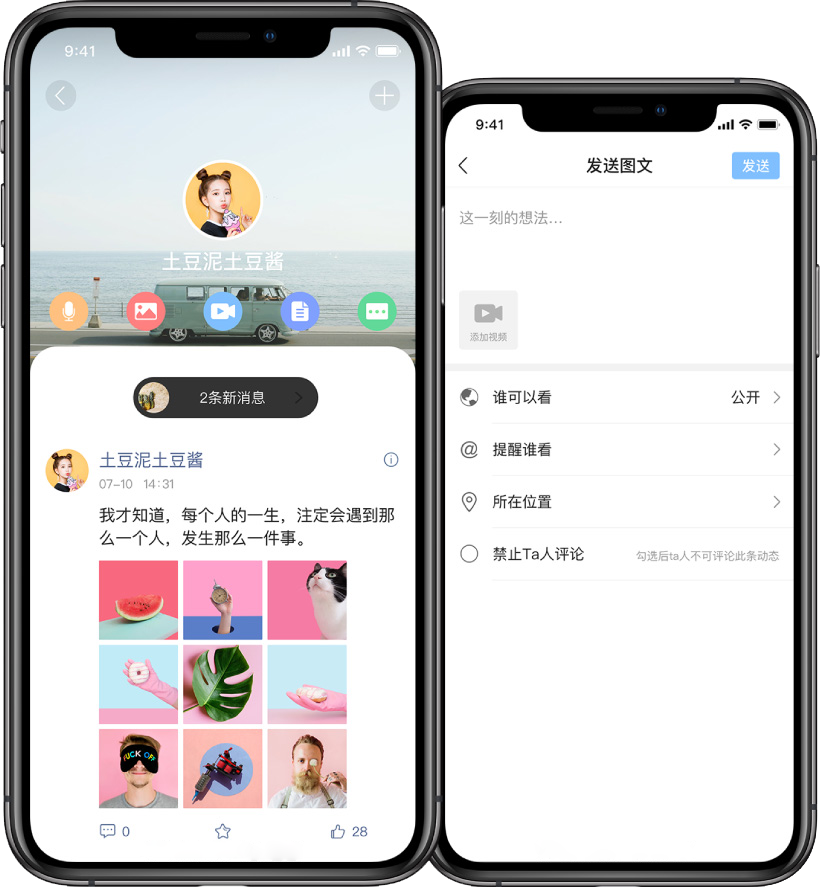 9:41
土豆泥土豆酱
2条新消息
土豆泥土豆酱
07-10 14:31
我才知道，每个人的一生，注定会遇到那
么一个人，发生那么一件事。
FUCK OFF
0
28
9:41
发送图文
发送
这一刻的想法...
添加视频
谁可以看
公开
@
提醒谁看
所在位置
禁止Ta人评论
勾选后ta人不可评论此条动态